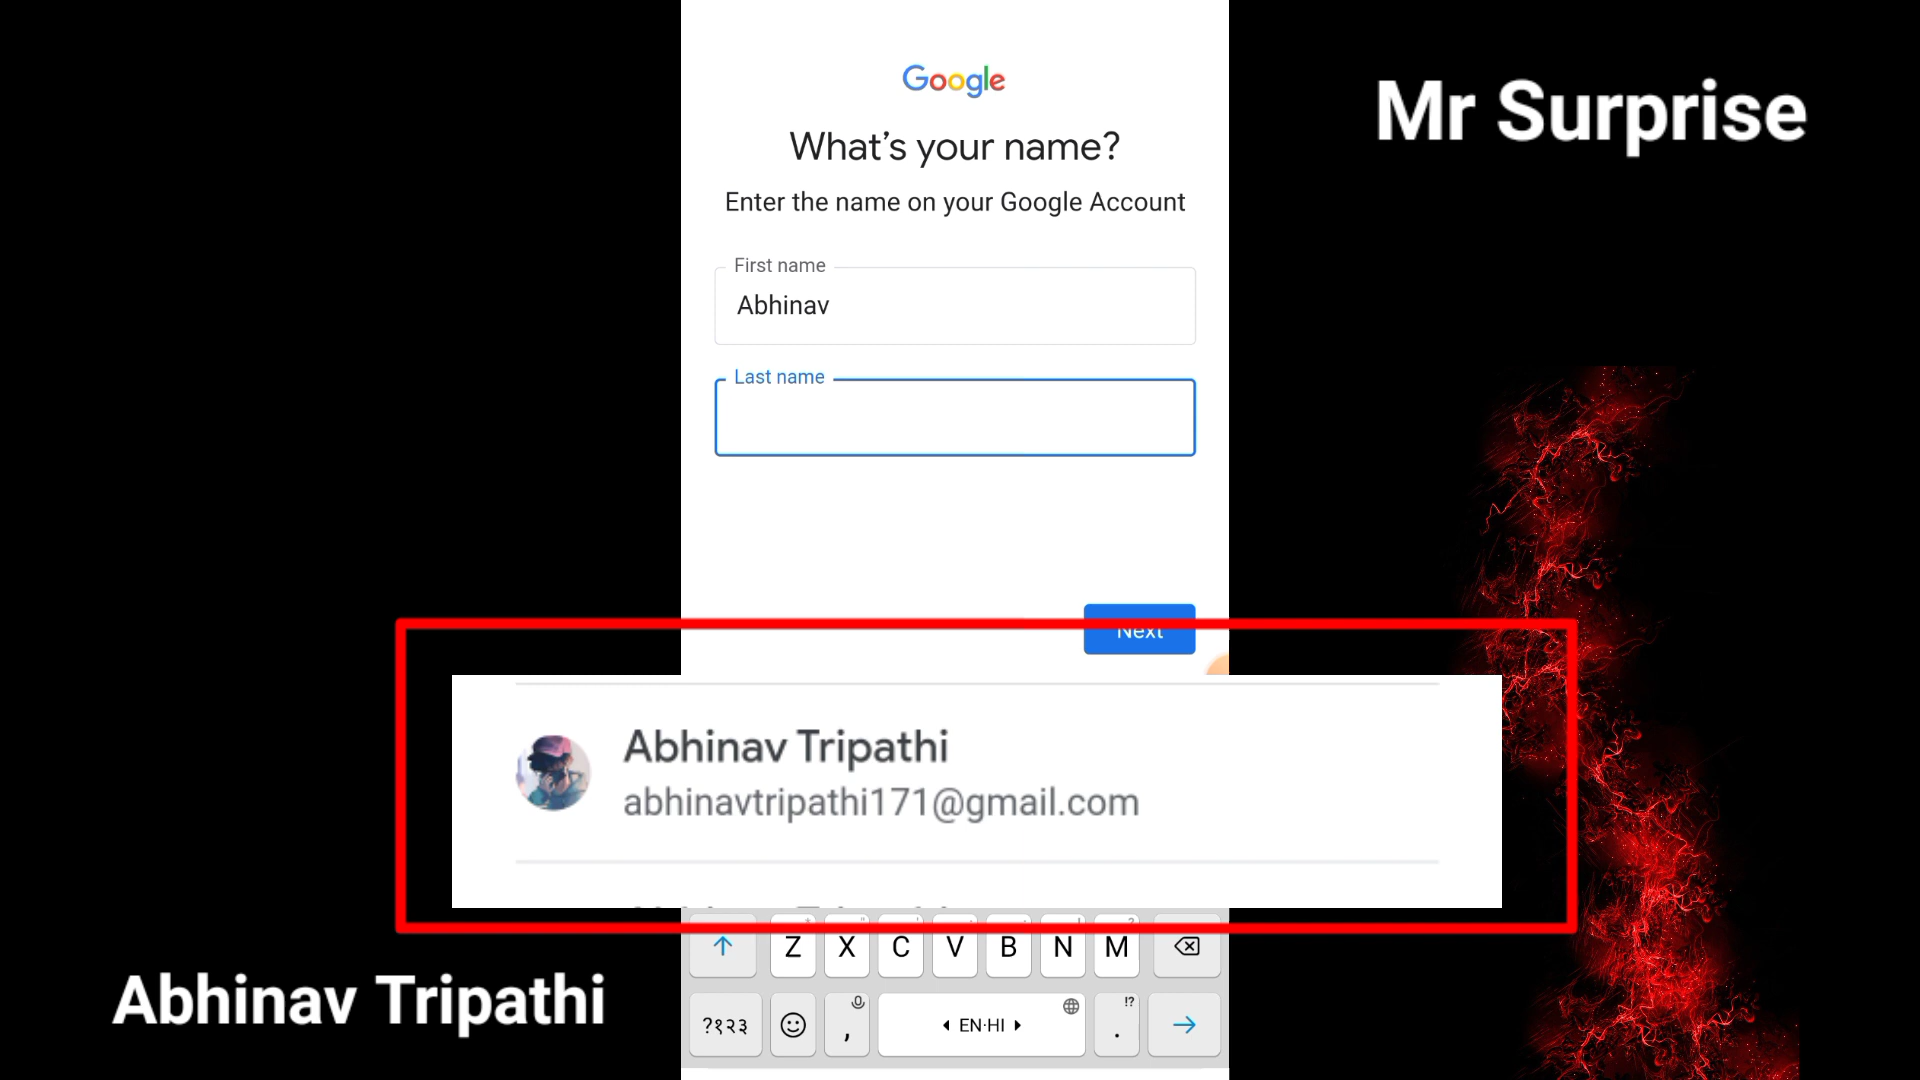 Google
Mr Surprise
What's your name?
Enter the name on your Google Account
First name
Abhinav
Last name
Next
Abhinav Tripathi
abhinavtripathi171@gmail.com
Z X C V B N M
?१२३ , EN·HI . !?
Abhinav Tripathi